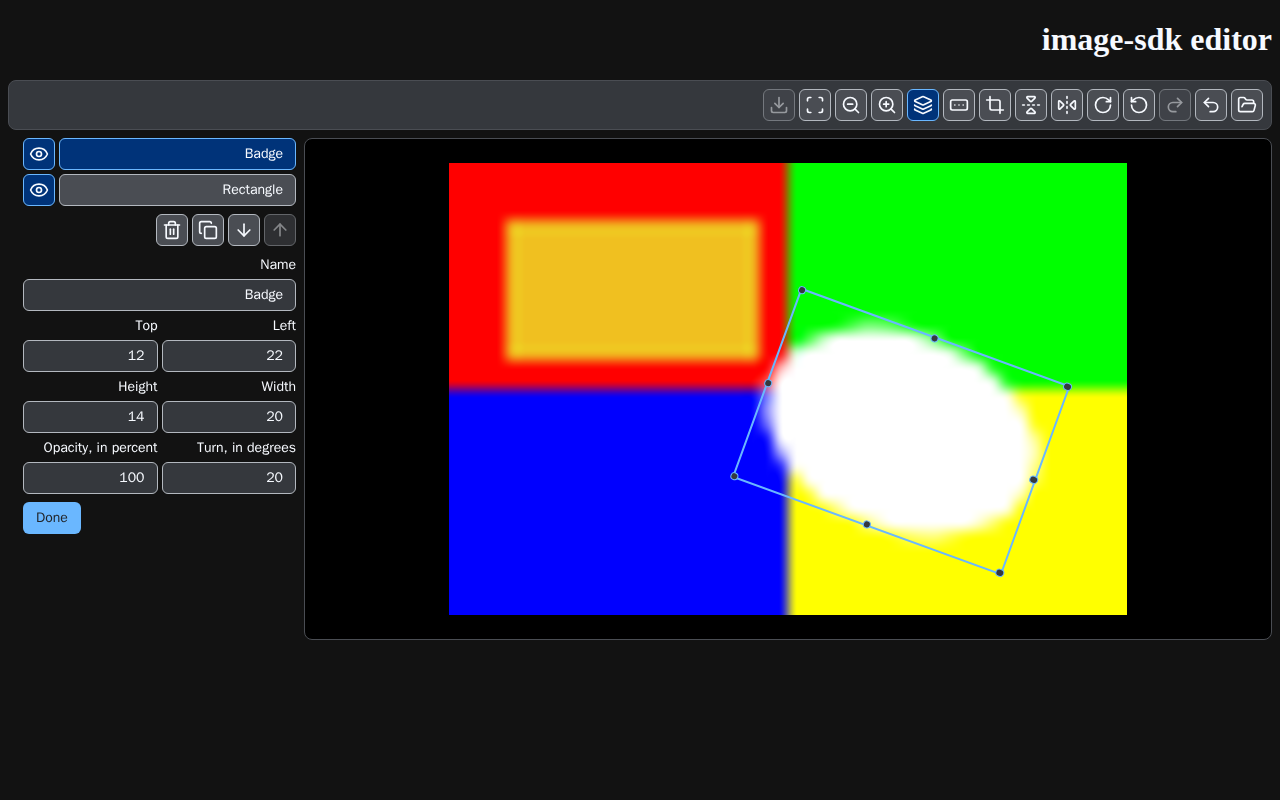 image-sdk editor
Badge
Rectangle
Name
Badge
Left Top
22 12
Width Height
20 14
Turn, in degrees Opacity, in percent
20 100
Done